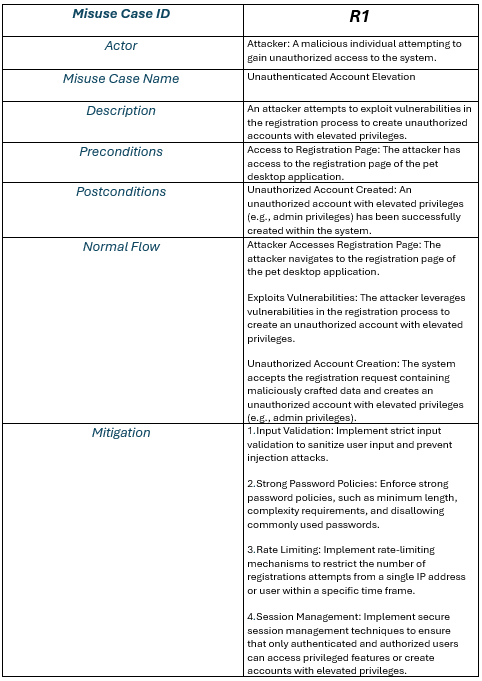 Misuse Case ID
R1
Actor
Attacker: A malicious individual attempting to
gain unauthorized access to the system.
Misuse Case Name
Unauthenticated Account Elevation
Description
An attacker attempts to exploit vulnerabilities in
the registration process to create unauthorized
accounts with elevated privileges.
Preconditions
Access to Registration Page: The attacker has
access to the registration page of the pet
desktop application.
Postconditions
Unauthorized Account Created: An
unauthorized account with elevated privileges
(e.g., admin privileges) has been successfully
created within the system.
Normal Flow
Attacker Accesses Registration Page: The
attacker navigates to the registration page of
the pet desktop application.
Exploits Vulnerabilities: The attacker leverages
vulnerabilities in the registration process to
create an unauthorized account with elevated
privileges.
Unauthorized Account Creation: The system
accepts the registration request containing
maliciously crafted data and creates an
unauthorized account with elevated privileges
(e.g., admin privileges).
Mitigation
1.Input Validation: Implement strict input
validation to sanitize user input and prevent
injection attacks.
2.Strong Password Policies: Enforce strong
password policies, such as minimum length,
complexity requirements, and disallowing
commonly used passwords.
3.Rate Limiting: Implement rate-limiting
mechanisms to restrict the number of
registrations attempts from a single IP address
or user within a specific time frame.
4.Session Management: Implement secure
session management techniques to ensure
that only authenticated and authorized users
can access privileged features or create
accounts with elevated privileges.